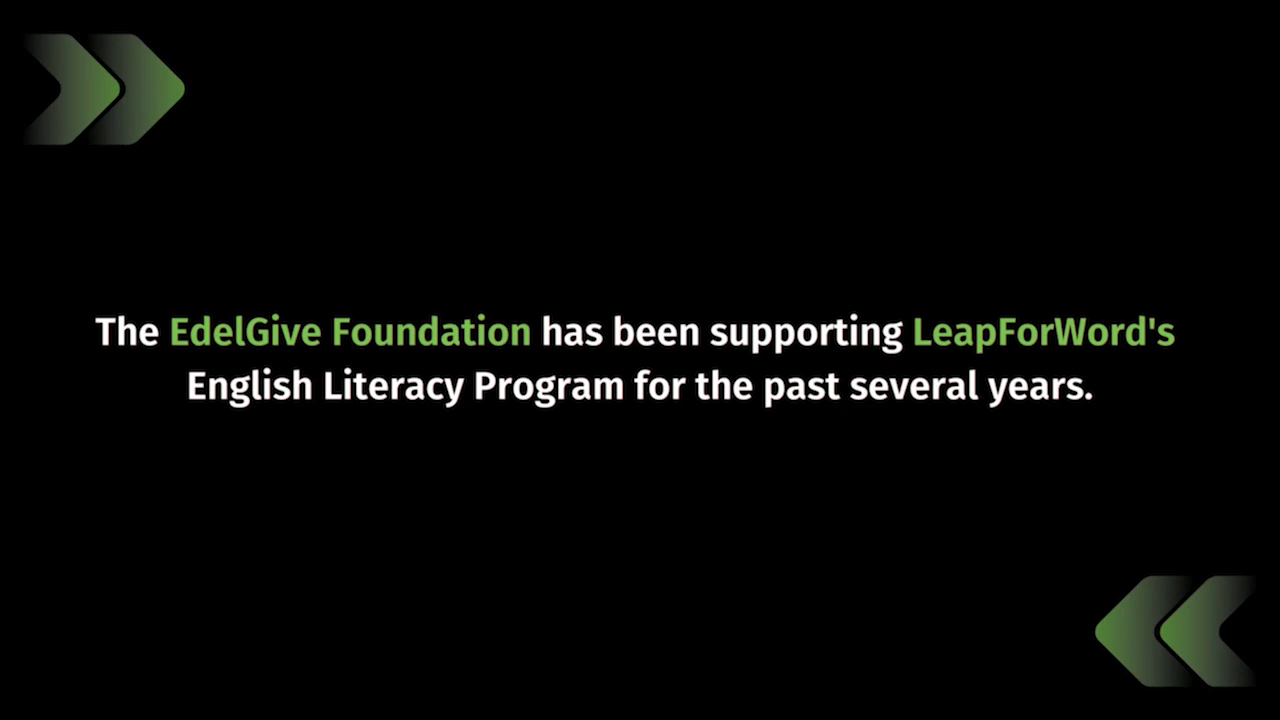 The EdelGive Foundation has been supporting LeapForWord's
English Literacy Program for the past several years.